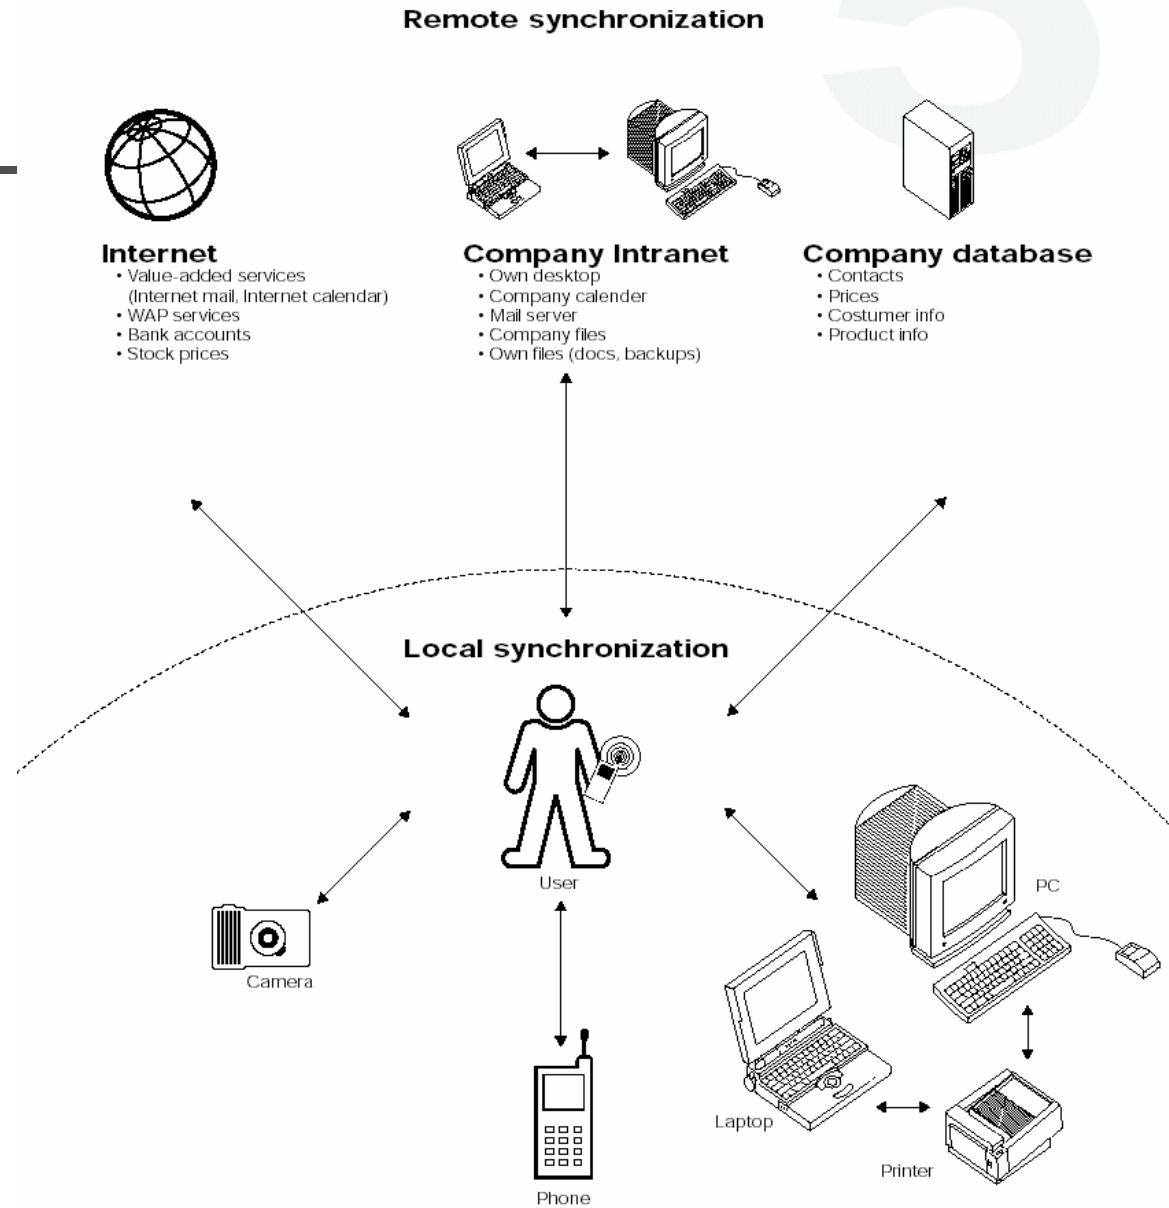 Remote synchronization
Internet
• Value-added services
(Internet mail, Internet calendar)
• WAP services
• Bank accounts
• Stock prices
Company Intranet
• Own desktop
• Company calender
• Mail server
• Company files
• Own files (docs, backups)
Company database
• Contacts
• Prices
• Costumer info
• Product info
Local synchronization
User
PC
Camera
Laptop
Printer
Phone